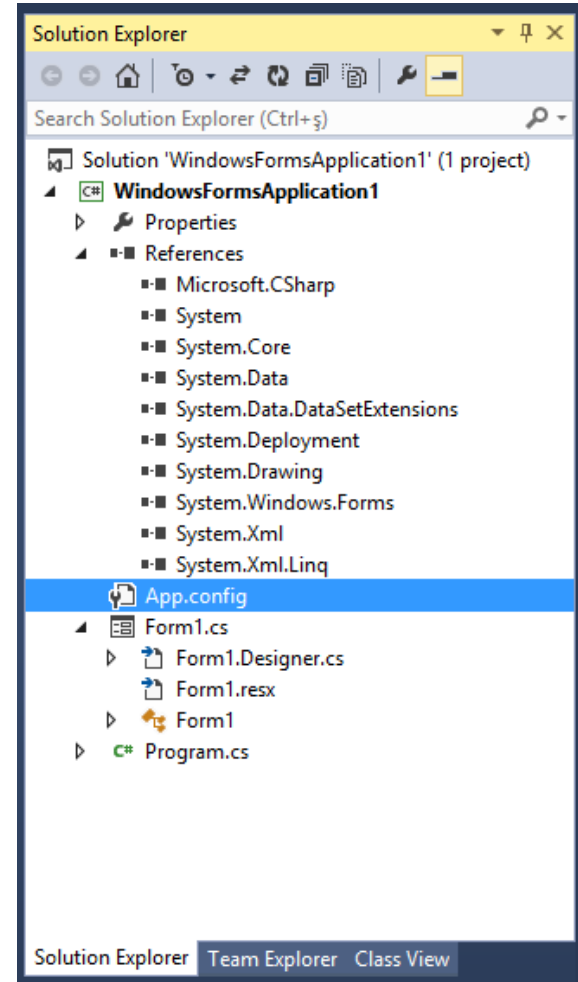 Solution Explorer
Search Solution Explorer (Ctrl+ş)
Solution 'WindowsFormsApplication1' (1 project)
C# WindowsFormsApplication1
Properties
References
Microsoft.CSharp
System
System.Core
System.Data
System.Data.DataSetExtensions
System.Deployment
System.Drawing
System.Windows.Forms
System.Xml
System.Xml.Linq
App.config
Form1.cs
Form1.Designer.cs
Form1.resx
Form1
C# Program.cs
Solution Explorer Team Explorer Class View